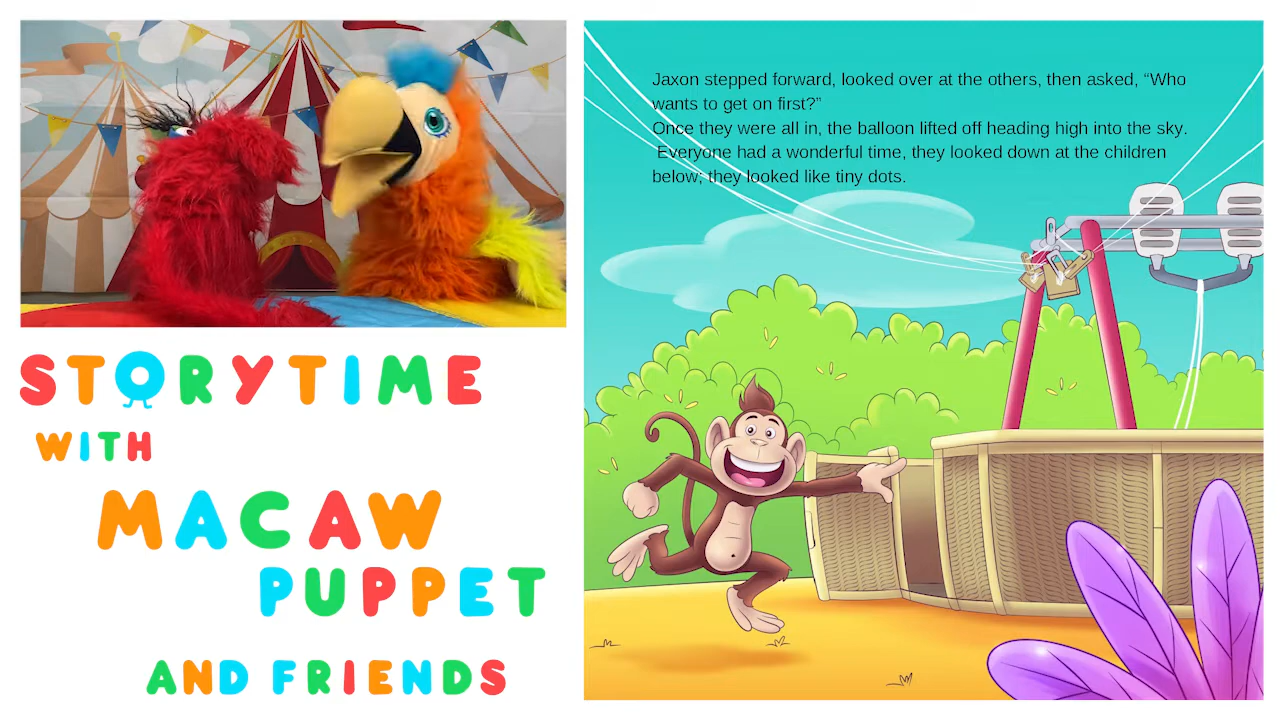 STORYTIME
WITH
MACAW
PUPPET
AND FRIENDS
Jaxon stepped forward, looked over at the others, then asked, “Who
wants to get on first?”
Once they were all in, the balloon lifted off heading high into the sky.
Everyone had a wonderful time, they looked down at the children
below; they looked like tiny dots.